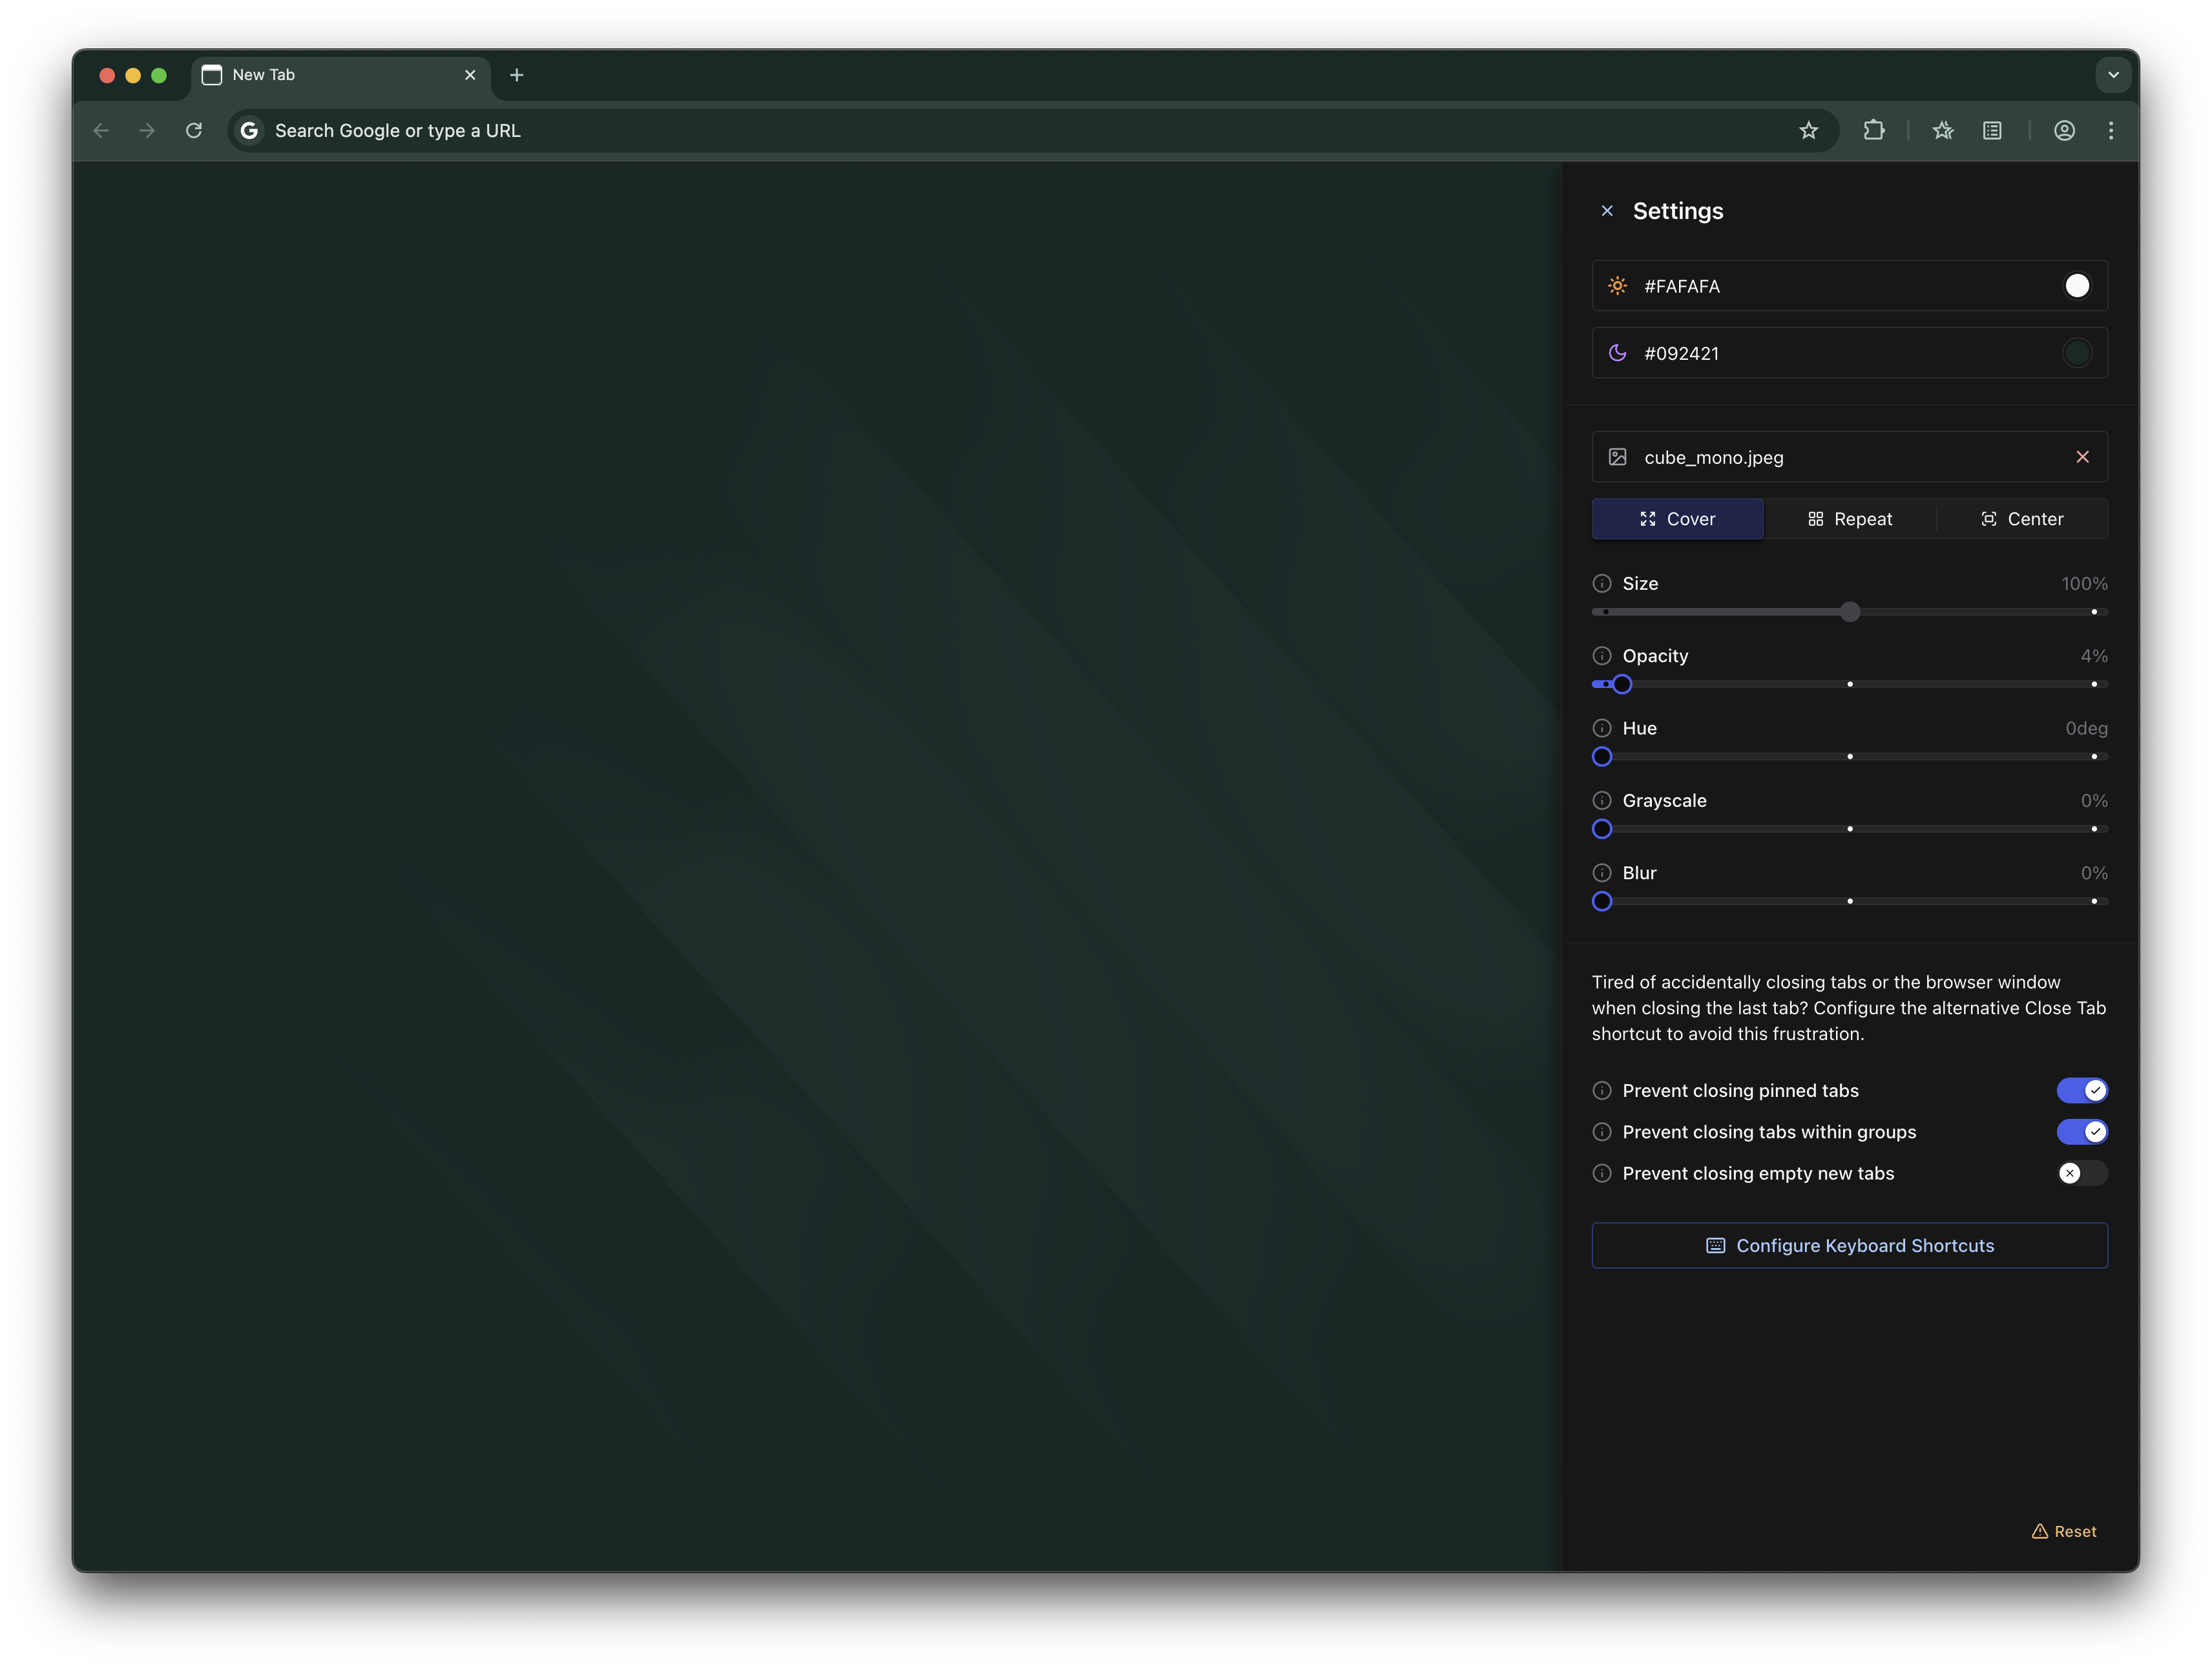 New Tab
Search Google or type a URL
Settings
#FAFAFA
#092421
cube_mono.jpeg
Cover
Repeat
Center
Size
100%
Opacity
4%
Hue
0deg
Grayscale
0%
Blur
0%
Tired of accidentally closing tabs or the browser window
when closing the last tab? Configure the alternative Close Tab
shortcut to avoid this frustration.
Prevent closing pinned tabs
Prevent closing tabs within groups
Prevent closing empty new tabs
Configure Keyboard Shortcuts
Reset